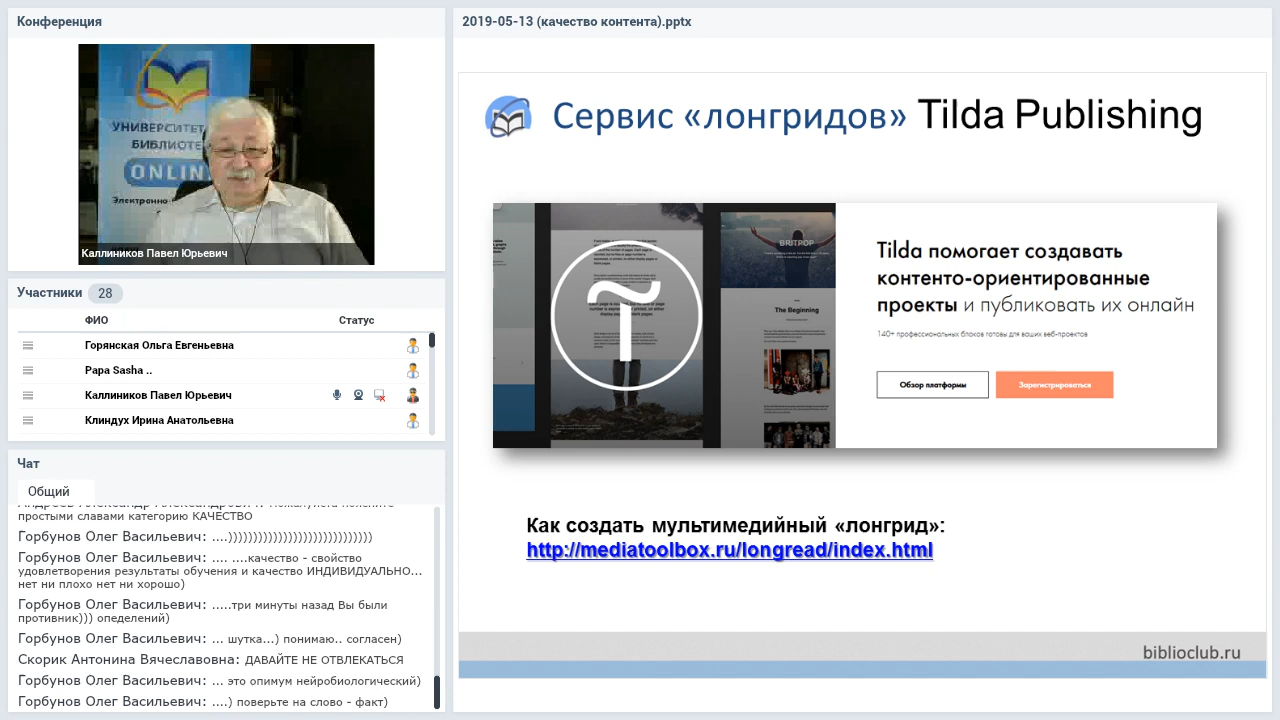 Конференция
УНИВЕРСИТЕТ
БИБЛИОТЕ
ONLIN
Электронно-
Каллиников Павел Юрьевич
Участники 28
ФИО Статус
Горянская Ольга Евгеньевна
Papa Sasha ..
Каллиников Павел Юрьевич
Клиндух Ирина Анатольевна
Чат
Общий
простыми славами категорию КАЧЕСТВО
Горбунов Олег Васильевич: ....)))))))))))))))))))))))))))))
Горбунов Олег Васильевич: .... ....качество - свойство
удовлетворения результаты обучения и качество ИНДИВИДУАЛЬНО...
нет ни плохо нет ни хорошо)
Горбунов Олег Васильевич: .....три минуты назад Вы были
противник))) опеделений)
Горбунов Олег Васильевич: ... шутка...) понимаю.. согласен)
Скорик Антонина Вячеславовна: ДАВАЙТЕ НЕ ОТВЛЕКАТЬСЯ
Горбунов Олег Васильевич: ... это опимум нейробиологический)
Горбунов Олег Васильевич: ....) поверьте на слово - факт)
2019-05-13 (качество контента).pptx
Сервис «лонгридов» Tilda Publishing
BRITPOP
The Beginning
Tilda помогает создавать
контенто-ориентированные
проекты и публиковать их онлайн
140+ профессиональных блоков готовы для ваших веб-проектов
Обзор платформы
Зарегистрироваться
Как создать мультимедийный «лонгрид»:
http://mediatoolbox.ru/longread/index.html
biblioclub.ru